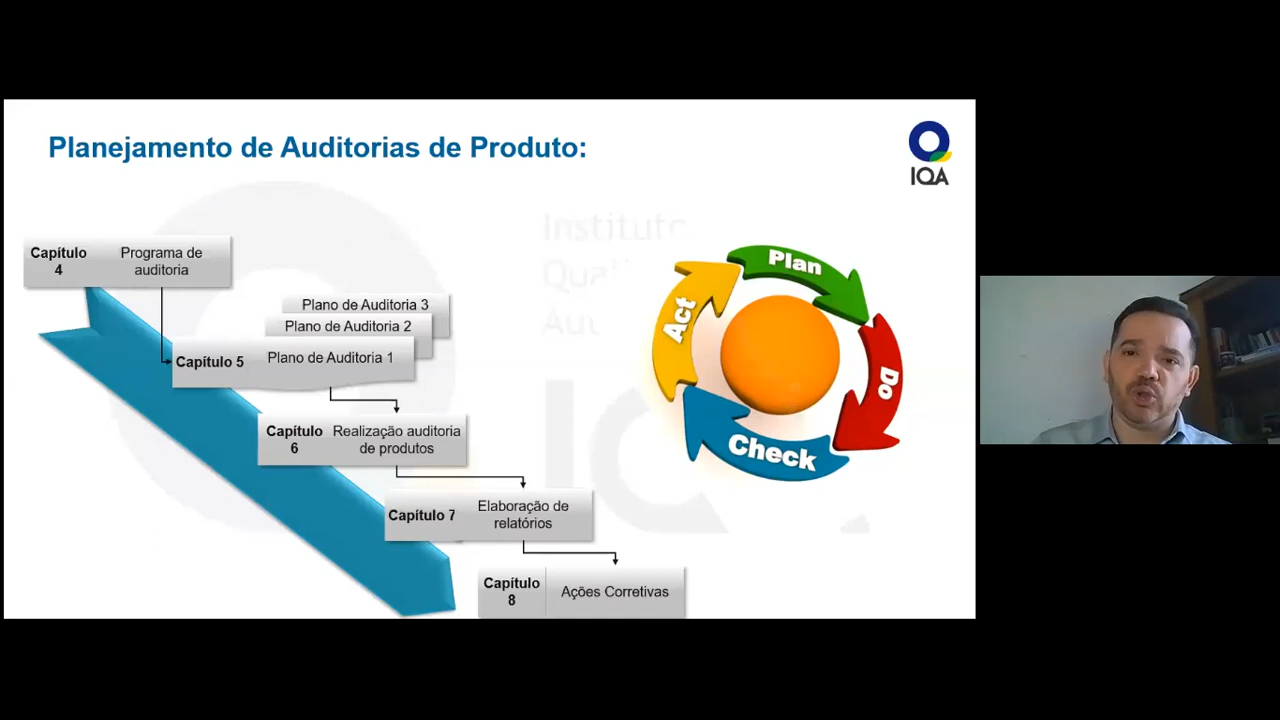 Planejamento de Auditorias de Produto:
IQA
Instituto
Capítulo
4
Programa de
auditoria
Plano de Auditoria 3
Plano de Auditoria 2
Capítulo 5
Plano de Auditoria 1
Capítulo
6
Realização auditoria
de produtos
Capítulo 7
Elaboração de
relatórios
Capítulo
8
Ações Corretivas
Plan
Do
Check
Act
IQA